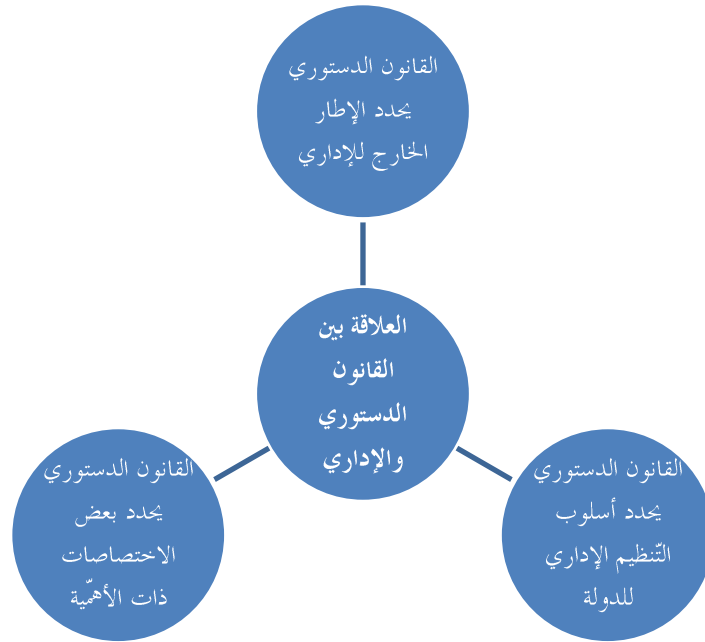 القانون الدستوري
يحدد الإطار
الخارج للإداري
العلاقة بين
القانون
الدستوري
والإداري
القانون الدستوري
يحدد أسلوب
التّنظيم الإداري
للدولة
القانون الدستوري
يحدد بعض
الاختصاصات
ذات الأهمّية